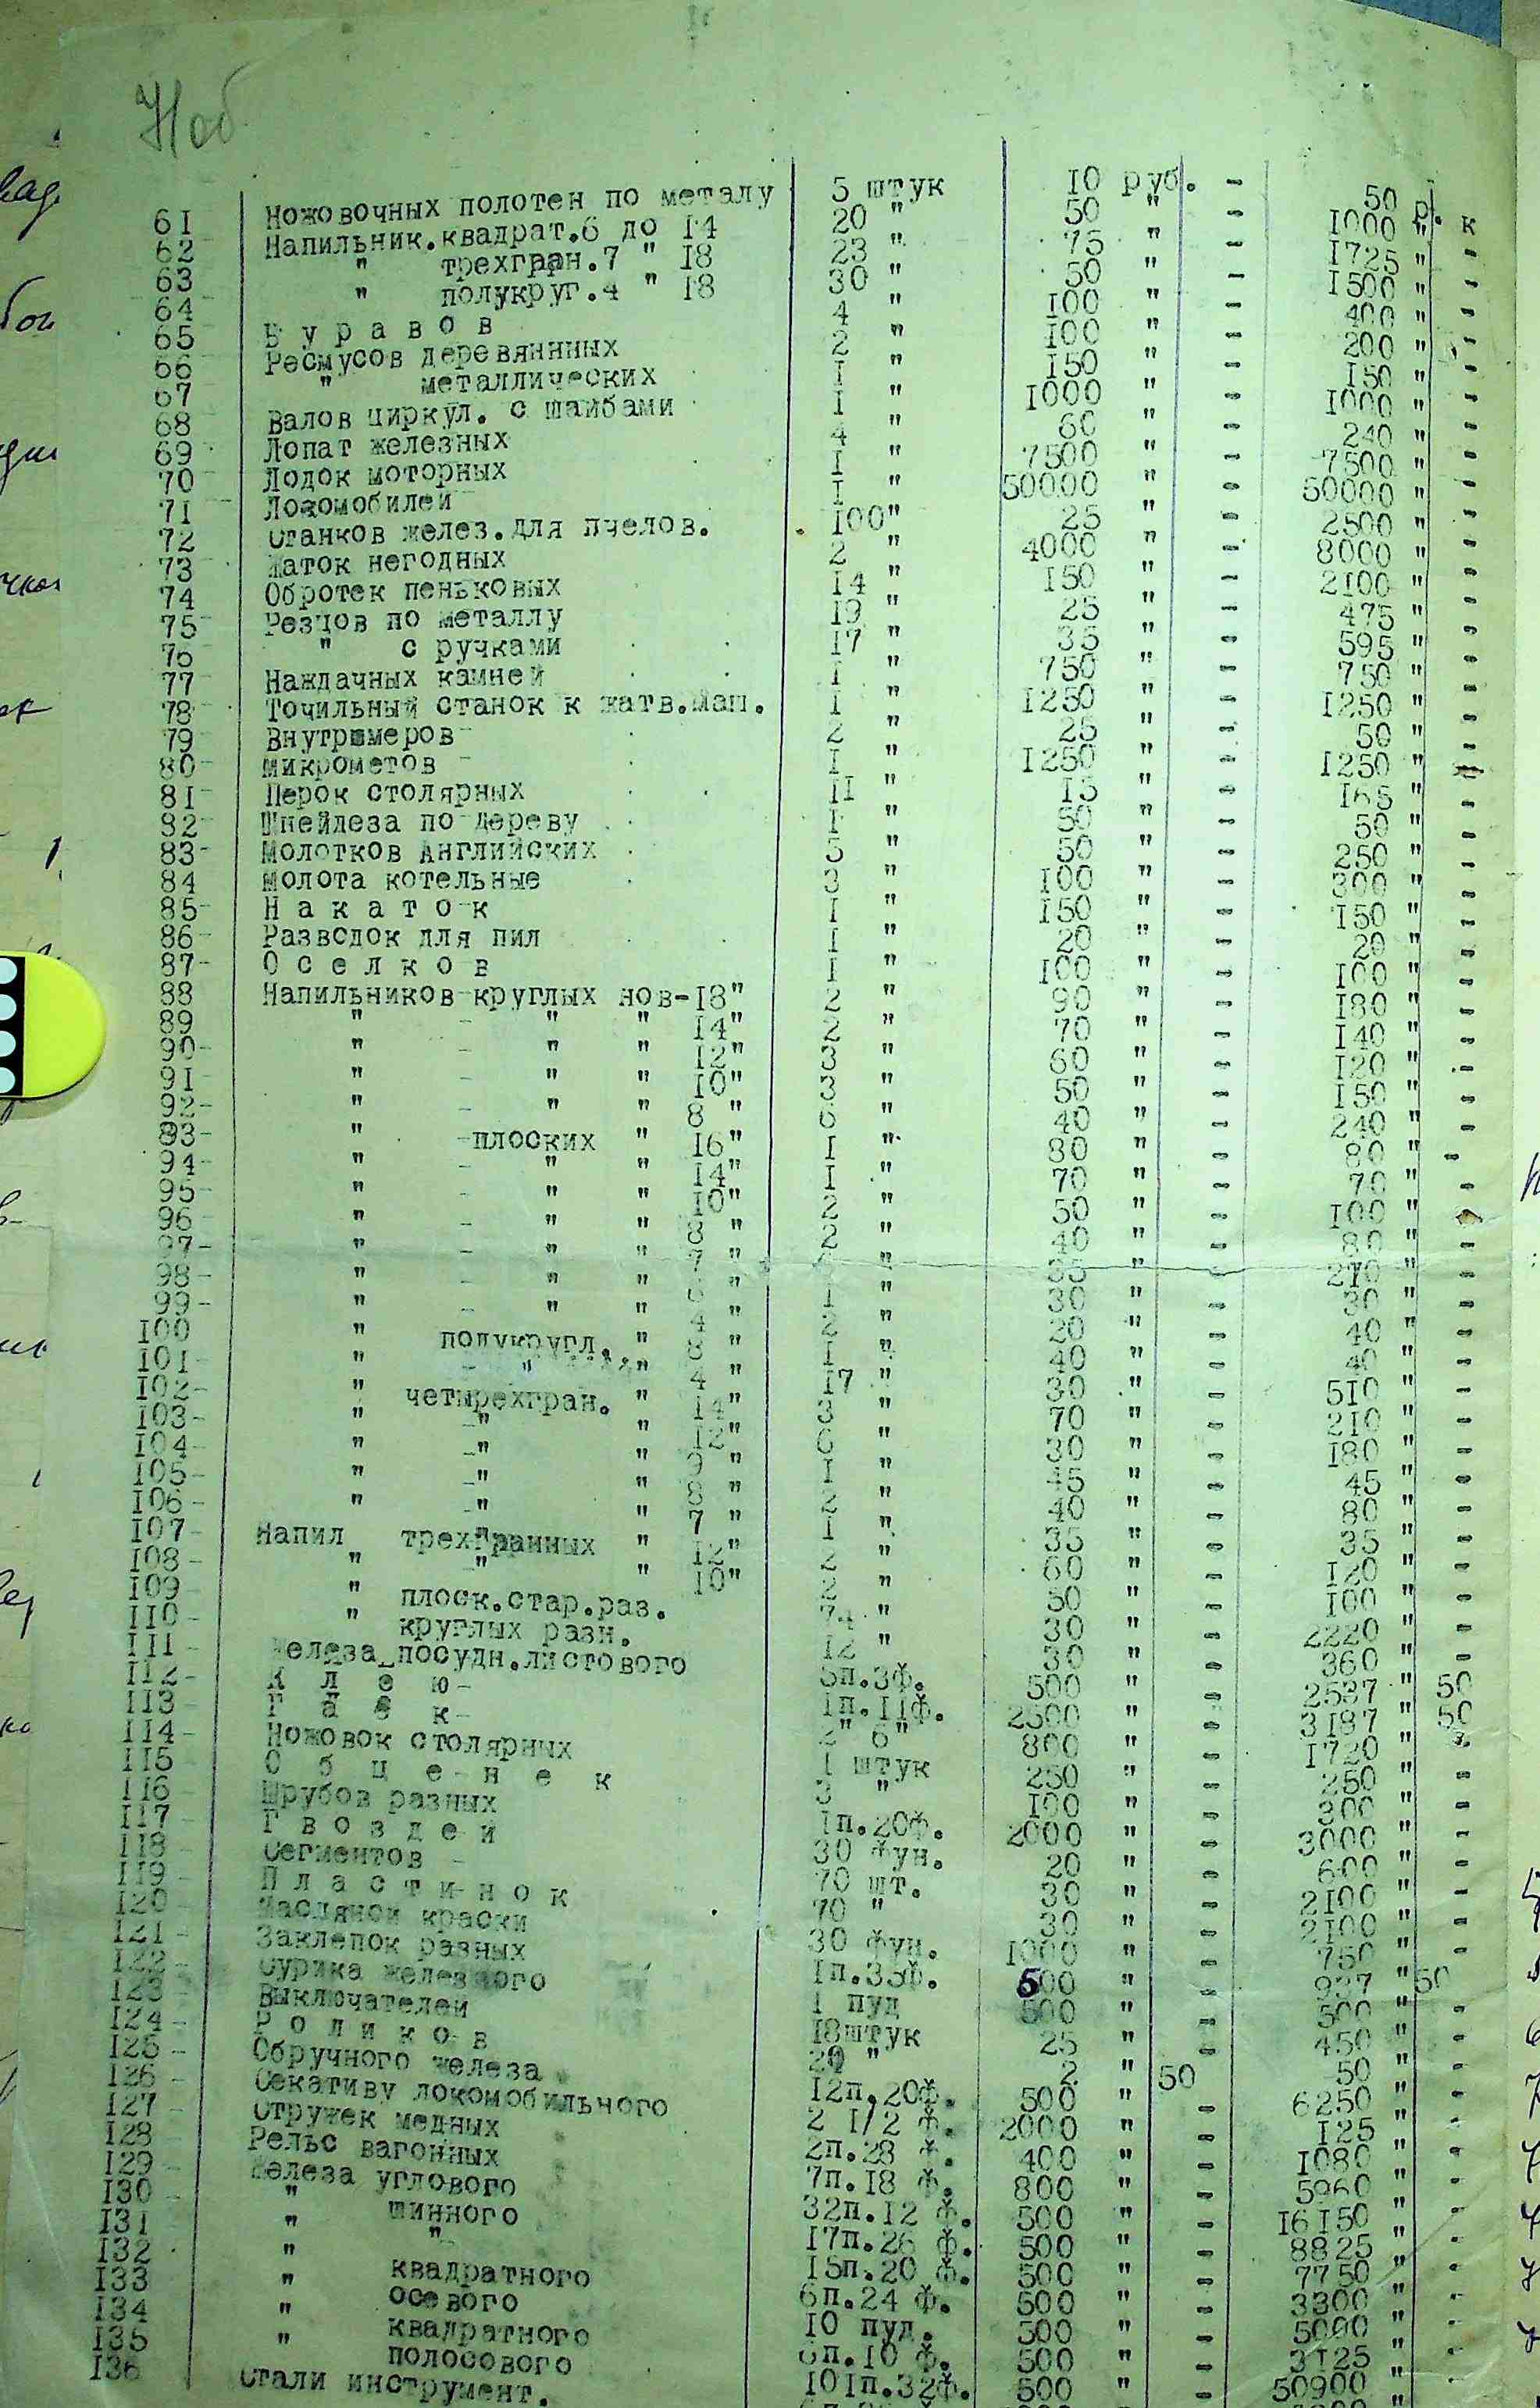 Ноб
61 Ножовочных полотен по металу 5 штук 10 руб. - 50 р. к
62 Напильник.квадрат.6 до 14 20 " 50 " - 1000 " -
63 " трехгран.7 " 18 23 " 75 " - 1725 " -
64 " полукруг.4 " 18 30 " 50 " - 1500 " -
65 Б у р а в о в 4 " 100 " - 400 " -
66 Ресмусов деревяннных 2 " 100 " - 200 " -
67 " металлических 1 " 150 " - 150 " -
68 Валов циркул. с шайбами 1 " 1000 " - 1000 " -
69 Лопат железных 4 " 60 " - 240 " -
70 Лодок моторных 1 " 7500 " - 7500 " -
71 Локомобилей 1 " 50000 " - 50000 " -
72 Станков желез.для пчелов. 100" 25 " - 2500 " -
73 Жаток негодных 2 " 4000 " - 8000 " -
74 Обротек пеньковых 14 " 150 " - 2100 " -
75 Резцов по металлу 19 " 25 " - 475 " -
76 " с ручками 17 " 35 " - 595 " -
77 Наждачных камней 1 " 750 " - 750 " -
78 Точильный станок к жатв.маш. 1 " 1250 " - 1250 " -
79 Внутромеров 2 " 25 " - 50 " -
80 Микрометов 1 " 1250 " - 1250 " -
81 Перок столярных 11 " 15 " - 165 " -
82 Шнейдеза по дереву 1 " 50 " - 50 " -
83 Молотков Английских 5 " 50 " - 250 " -
84 Молота котельные 3 " 100 " - 300 " -
85 Н а к а т о к 1 " 150 " - 150 " -
86 Разводок для пил 1 " 20 " - 20 " -
87 О с е л к о в 1 " 100 " - 100 " -
88 Напильников круглых нов-18" 2 " 90 " - 180 " -
89 " - " " 14" 2 " 70 " - 140 " -
90 " - " " 12" 3 " 60 " - 120 " -
91 " - " " 10" 3 " 50 " - 150 " -
92 " - " " 8 " 6 " 40 " - 240 " -
93 " -плоских " 16" 1 " 80 " - 80 " -
94 " - " " 14" 1 " 70 " - 70 " -
95 " - " " 10" 2 " 50 " - 100 " -
96 " - " " 8 " 2 " 40 " - 80 " -
97 " - " " 7 " " 35 " - 210 " -
98 " - " " 6 " 1 " 30 " - 30 " -
99 " - " " 4 " 2 " 20 " - 40 " -
100 " полукругл. " 8 " 1 " 40 " - 40 " -
101 " - " " 4 " 17 " 30 " - 510 " -
102 " четырехгран. " 14" 3 " 70 " - 210 " -
103 " -" " 12" 6 " 30 " - 180 " -
104 " -" " 9 " 1 " 45 " - 45 " -
105 " -" " 8 " 2 " 40 " - 80 " -
106 " -" " 7 " 1 " 35 " - 35 " -
107 Напил трехгранных " 12" 2 " 60 " - 120 " -
108 " -" " 10" 2 " 50 " - 100 " -
109 " плоск.стар.раз. 74 " 30 " - 2220 " -
110 " круглых разн. 12 " 30 " - 360 " -
111 Железа посудн.листового 5п.3ф. 500 " - 2537 " 50
112 К л е ю- 1п.11ф. 2500 " - 3187 " 50
113 Г а е к- 2" 6" 800 " - 1720 " -
114 Ножовок столярных 1 штук 250 " - 250 " -
115 О б ц е н е к 3 " 100 " - 300 " -
116 Шрубов разных 1п.20ф. 2000 " - 3000 " -
117 Г в о з д е й 30 фун. 20 " - 600 " -
118 Сегментов - 70 шт. 30 " - 2100 " -
119 П л а с т и н о к 70 " 30 " - 2100 " -
120 Масляной краски 30 фун. 1000 " - 750 " -
121 Заклепок разных 1п.35ф. 500 " - 937 " 50
122 Сурика железного 1 пуд 500 " - 500 " -
123 Выключателей 18штук 25 " - 450 " -
124 Р о л и к о в 20 " 2 " 50 50 " -
125 Обручного железа 12п.20ф. 500 " - 6250 " -
126 Секативу локомобильного 2 1/2 ф. 2000 " - 125 " -
127 Стружек медных 2п.28 ф. 400 " - 1080 " -
128 Рельс вагонных 7п.18 ф. 800 " - 5960 " -
129 Железа углового 32п.12 ф. 500 " - 16150 " -
130 " шинного 17п.26 ф. 500 " - 8825 " -
131 " " 15п.20 ф. 500 " - 7750 " -
132 " квадратного 6п.24 ф. 500 " - 3300 " -
133 " осевого 10 пуд. 500 " - 5000 " -
134 " квадратного 6п.10 ф. 500 " - 3125 " -
135 " полосового 101п.32ф. 500 " - 50900 " -
136 Стали инструмент.